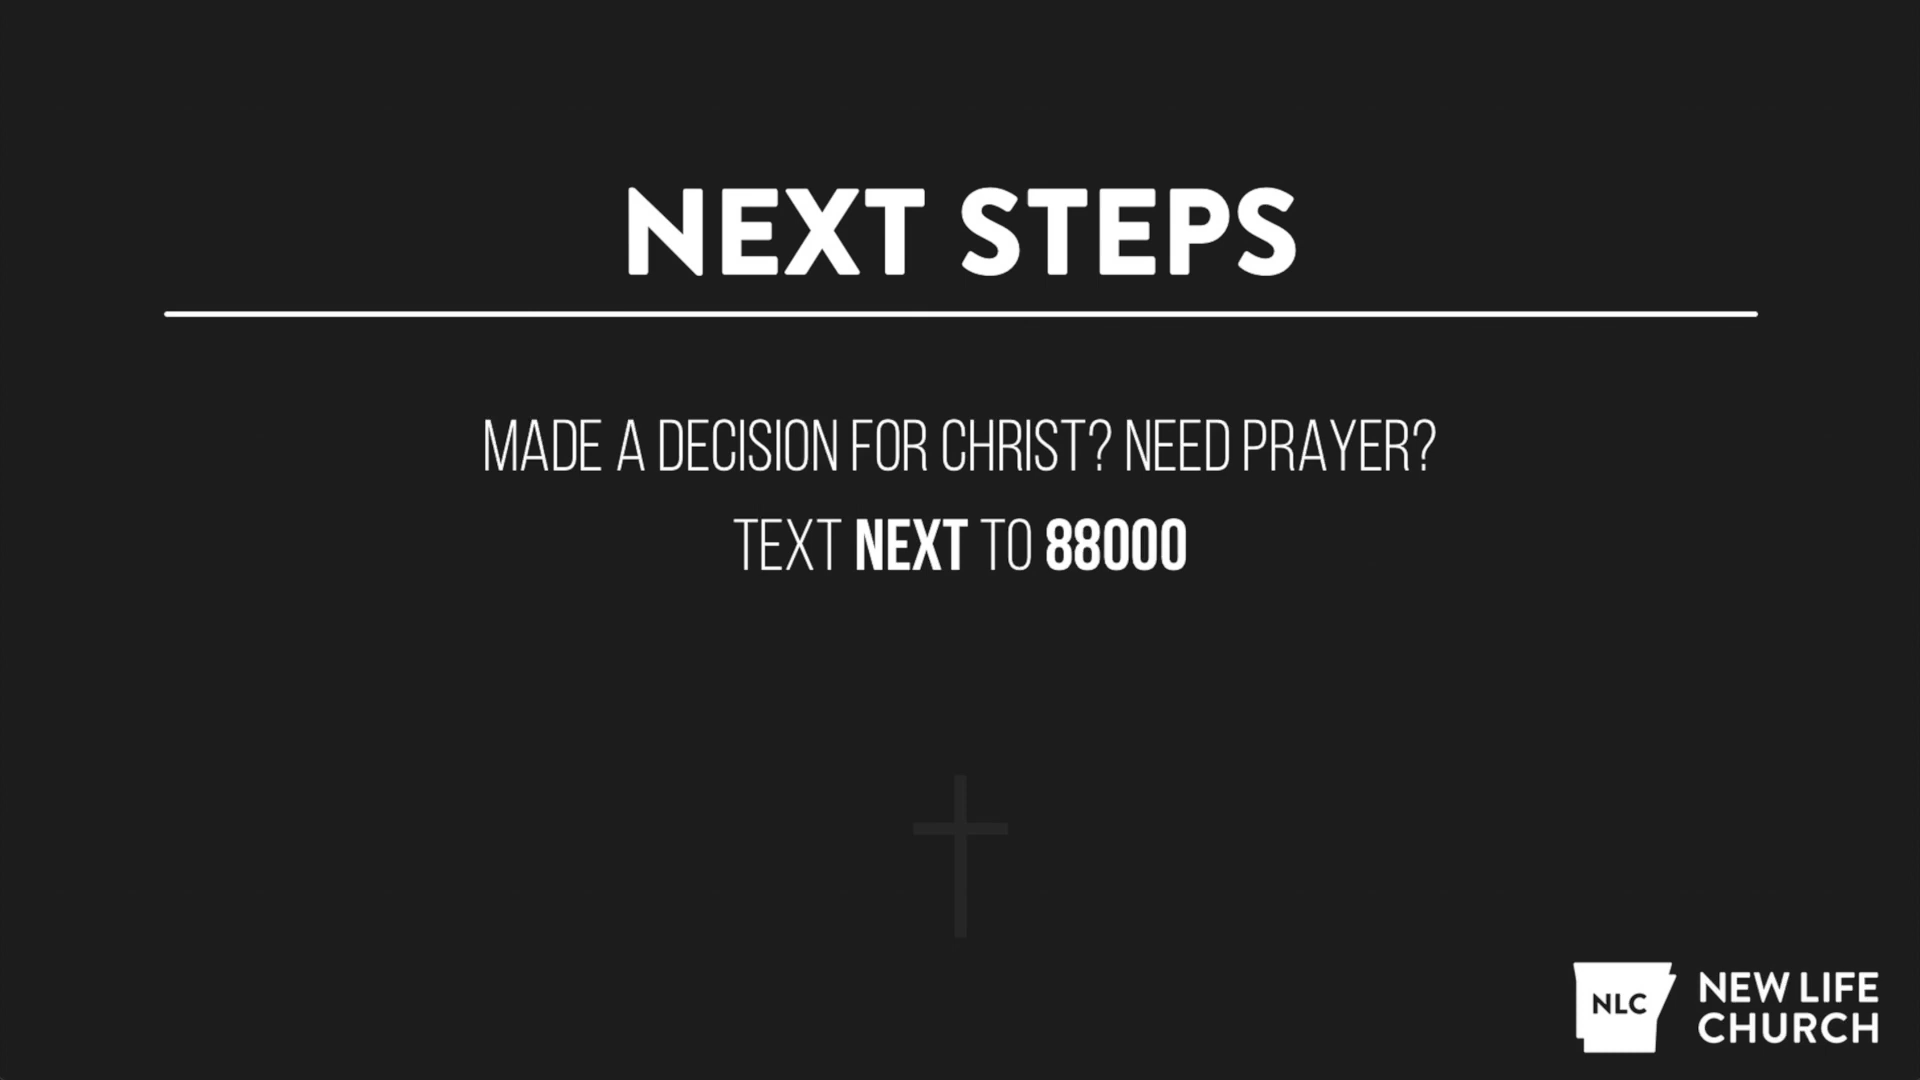 NEXT STEPS
MADE A DECISION FOR CHRIST? NEED PRAYER?
TEXT NEXT TO 88000
NLC
NEW LIFE
CHURCH